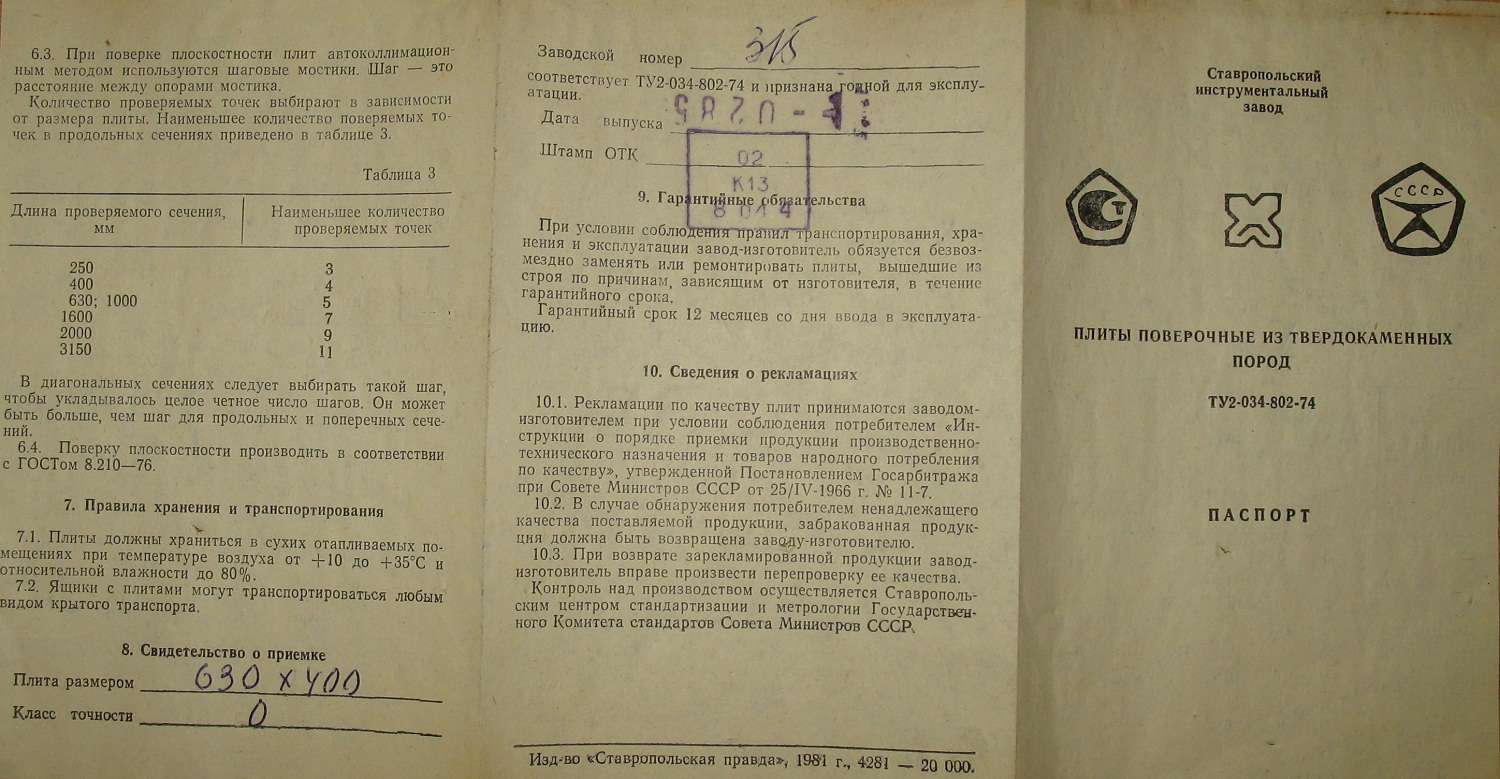 6.3. При поверке плоскостности плит автоколлимацион-
ным методом используются шаговые мостики. Шаг — это
расстояние между опорами мостика.
Количество проверяемых точек выбирают в зависимости
от размера плиты. Наименьшее количество поверяемых то-
чек в продольных сечениях приведено в таблице 3.
Таблица 3
Длина проверяемого сечения, мм
Наименьшее количество проверяемых точек
250 3
400 4
630; 1000 5
1600 7
2000 9
3150 11
В диагональных сечениях следует выбирать такой шаг,
чтобы укладывалось целое четное число шагов. Он может
быть больше, чем шаг для продольных и поперечных сече-
ний.
6.4. Поверку плоскостности производить в соответствии
с ГОСТом 8.210—76.
7. Правила хранения и транспортирования
7.1. Плиты должны храниться в сухих отапливаемых по-
мещениях при температуре воздуха от +10 до +35°С и
относительной влажности до 80%.
7.2. Ящики с плитами могут транспортироваться любым
видом крытого транспорта.
8. Свидетельство о приемке
Плита размером 630 х 400
Класс точности 0
Заводской номер 315
соответствует ТУ2-034-802-74 и признана годной для эксплу-
атации.
Дата выпуска
Штамп ОТК
02
К13
8 04 4
9. Гарантийные обязательства
При условии соблюдения правил транспортирования, хра-
нения и эксплуатации завод-изготовитель обязуется безвоз-
мездно заменять или ремонтировать плиты, вышедшие из
строя по причинам, зависящим от изготовителя, в течение
гарантийного срока.
Гарантийный срок 12 месяцев со дня ввода в эксплуата-
цию.
10. Сведения о рекламациях
10.1. Рекламации по качеству плит принимаются заводом-
изготовителем при условии соблюдения потребителем «Ин-
струкции о порядке приемки продукции производственно-
технического назначения и товаров народного потребления
по качеству», утвержденной Постановлением Госарбитража
при Совете Министров СССР от 25/IV-1966 г. № 11-7.
10.2. В случае обнаружения потребителем ненадлежащего
качества поставляемой продукции, забракованная продук-
ция должна быть возвращена заводу-изготовителю.
10.3. При возврате зарекламированной продукции завод-
изготовитель вправе произвести перепроверку ее качества.
Контроль над производством осуществляется Ставрополь-
ским центром стандартизации и метрологии Государствен-
ного Комитета стандартов Совета Министров СССР.
Изд-во «Ставропольская правда», 1981 г., 4281 — 20 000.
Ставропольский
инструментальный
завод
СССР
ПЛИТЫ ПОВЕРОЧНЫЕ ИЗ ТВЕРДОКАМЕННЫХ
ПОРОД
ТУ2-034-802-74
ПАСПОРТ